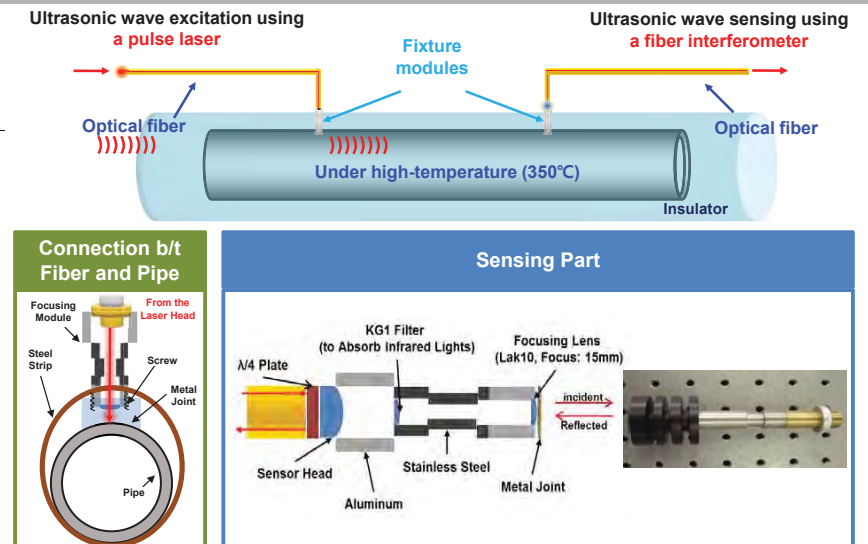 Ultrasonic wave excitation using
a pulse laser
Ultrasonic wave sensing using
a fiber interferometer
Fixture
modules
Optical fiber
Optical fiber
Under high-temperature (350℃)
Insulator
Connection b/t
Fiber and Pipe
Focusing
Module
From the
Laser Head
Steel
Strip
Screw
Metal
Joint
Pipe
Sensing Part
KG1 Filter
(to Absorb Infrared Lights)
Focusing Lens
(Lak10, Focus: 15mm)
λ/4 Plate
incident
Reflected
Sensor Head
Stainless Steel
Metal Joint
Aluminum